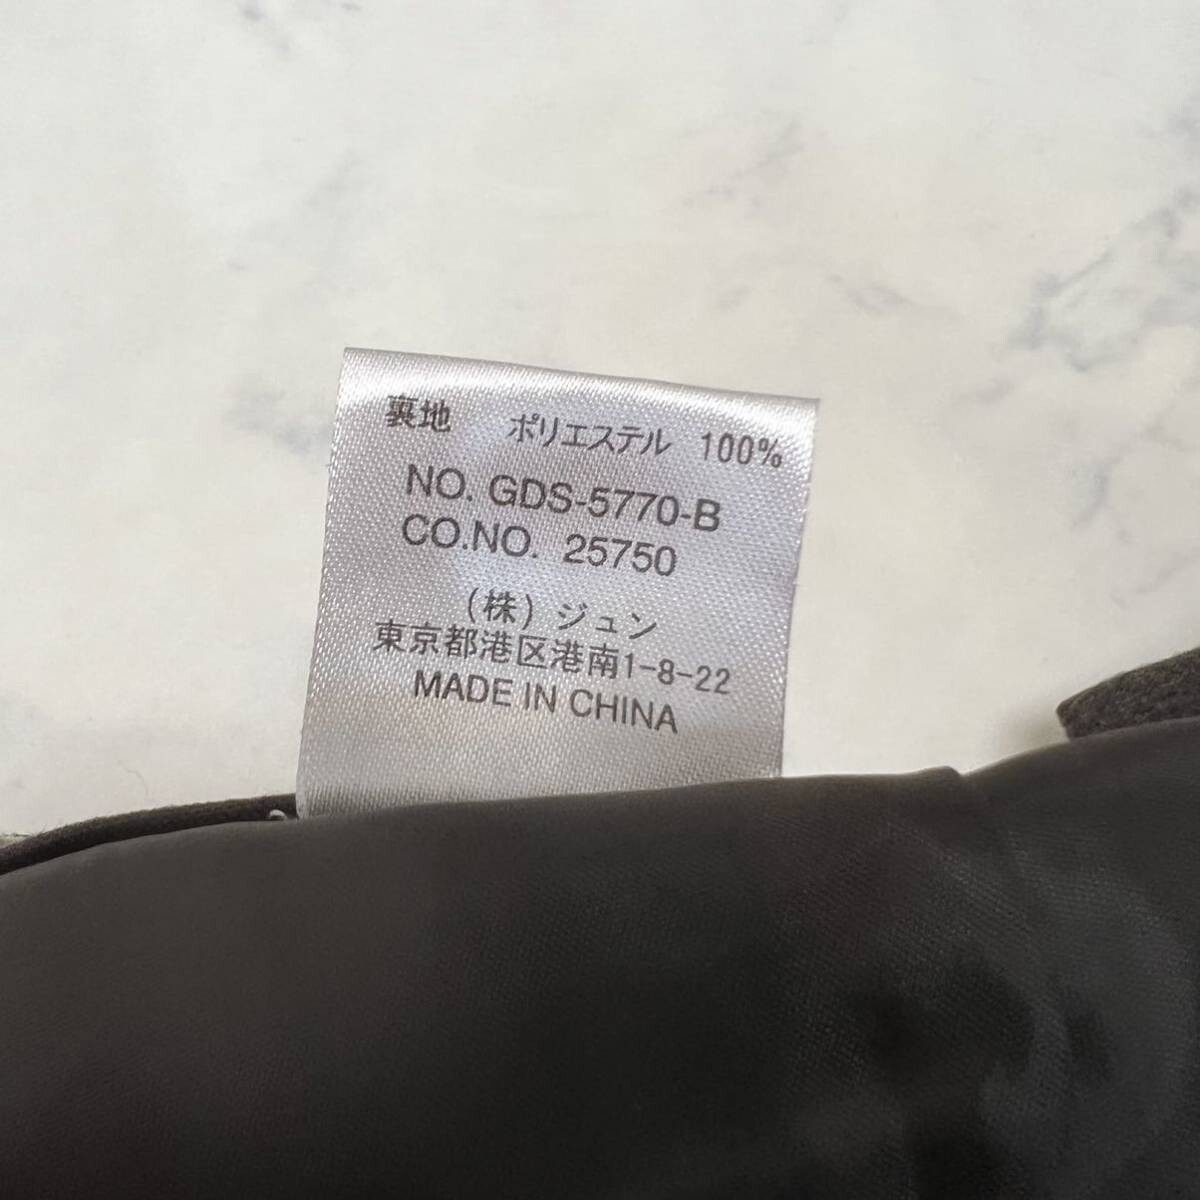 裏地 ポリエステル 100%
NO. GDS-5770-B
CO.NO. 25750
(株)ジュン
東京都港区港南1-8-22
MADE IN CHINA